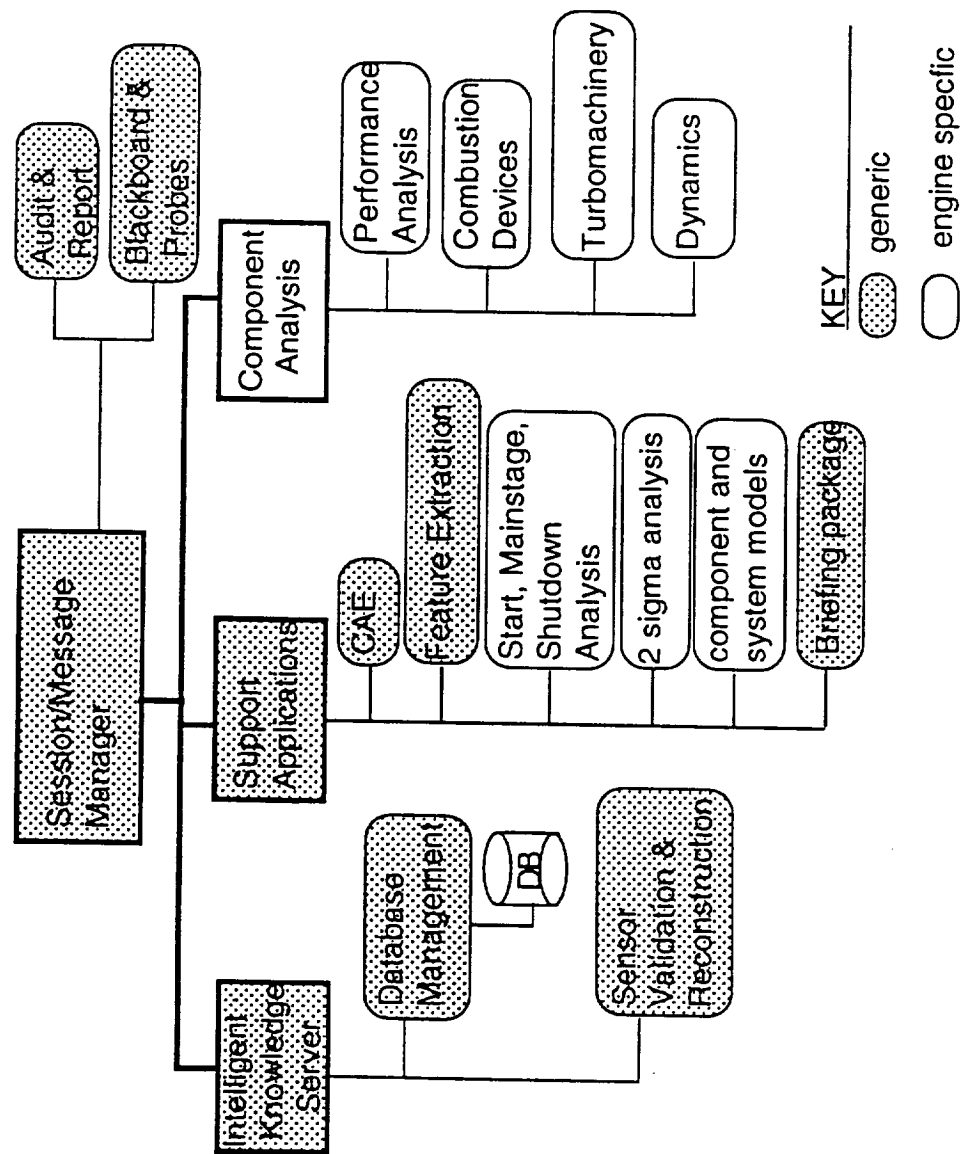 Session/Message
Manager
Audit &
Report
Blackboard &
Probes
Intelligent
Knowledge
Server
Support
Applications
Component
Analysis
Database
Management
DB
Sensor
Validation &
Reconstruction
CAE
Feature Extraction
Start, Mainstage,
Shutdown
Analysis
2 sigma analysis
component and
system models
Briefing package
Performance
Analysis
Combustion
Devices
Turbomachinery
Dynamics
KEY
generic
engine specfic